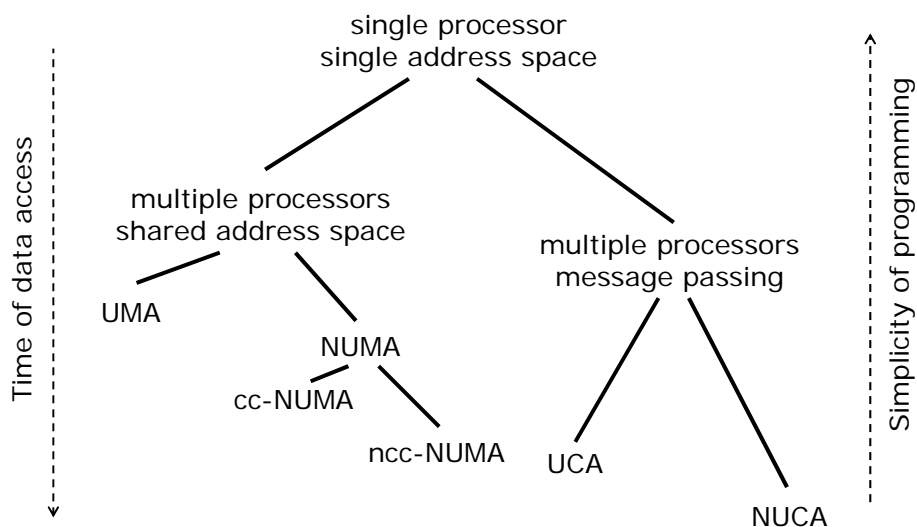 single processor
single address space
Time of data access
Simplicity of programming
multiple processors
shared address space
multiple processors
message passing
UMA
NUMA
cc-NUMA
ncc-NUMA
UCA
NUCA